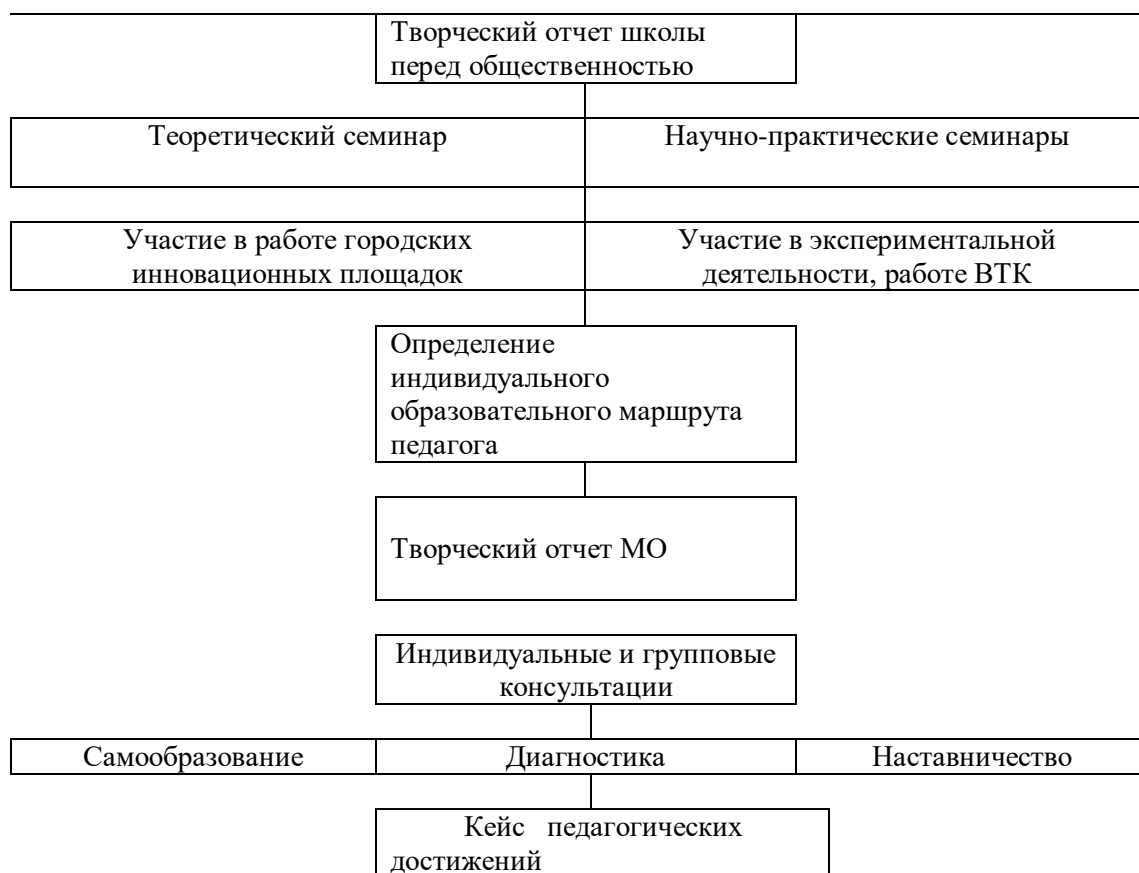 Творческий отчет школы
перед общественностью
Теоретический семинар
Научно-практические семинары
Участие в работе городских
инновационных площадок
Участие в экспериментальной
деятельности, работе ВТК
Определение
индивидуального
образовательного маршрута
педагога
Творческий отчет МО
Индивидуальные и групповые
консультации
Самообразование
Диагностика
Наставничество
Кейс педагогических
достижений